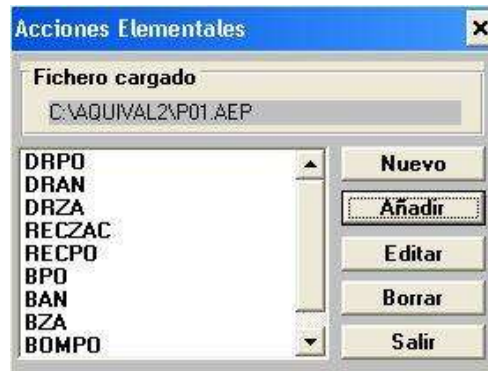 Acciones Elementales
Fichero cargado
C:\AQUIVAL2\P01.AEP
DRPO
DRAN
DRZA
RECZAC
RECPO
BPO
BAN
BZA
BOMPO
Nuevo
Añadir
Editar
Borrar
Salir